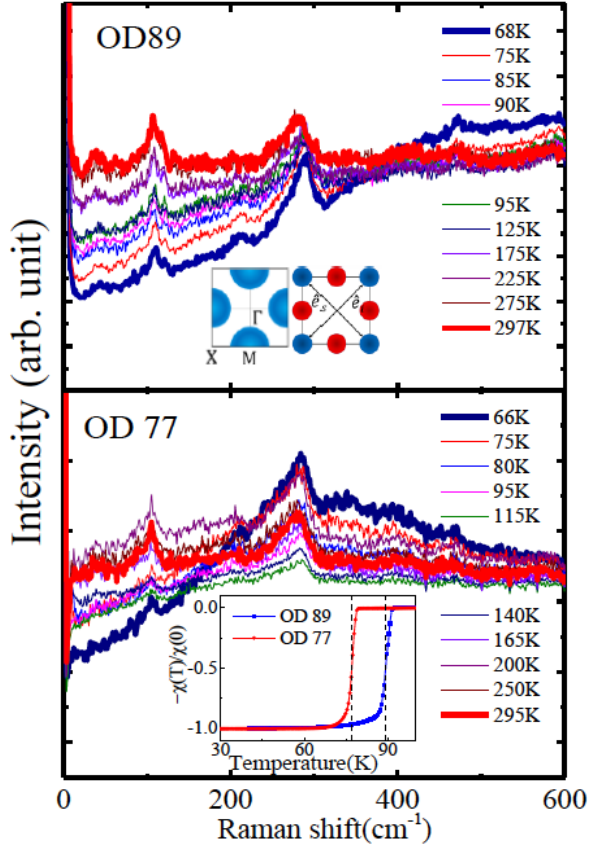 OD89
68K
75K
85K
90K
95K
125K
175K
225K
275K
297K
Γ
X M
ê_s ê
Intensity (arb. unit)
OD 77
66K
75K
80K
95K
115K
140K
165K
200K
250K
295K
0.0
-0.5
-1.0
−χ(T)/χ(0)
OD 89
OD 77
30 60 90
Temperature(K)
0 200 400 600
Raman shift(cm⁻¹)